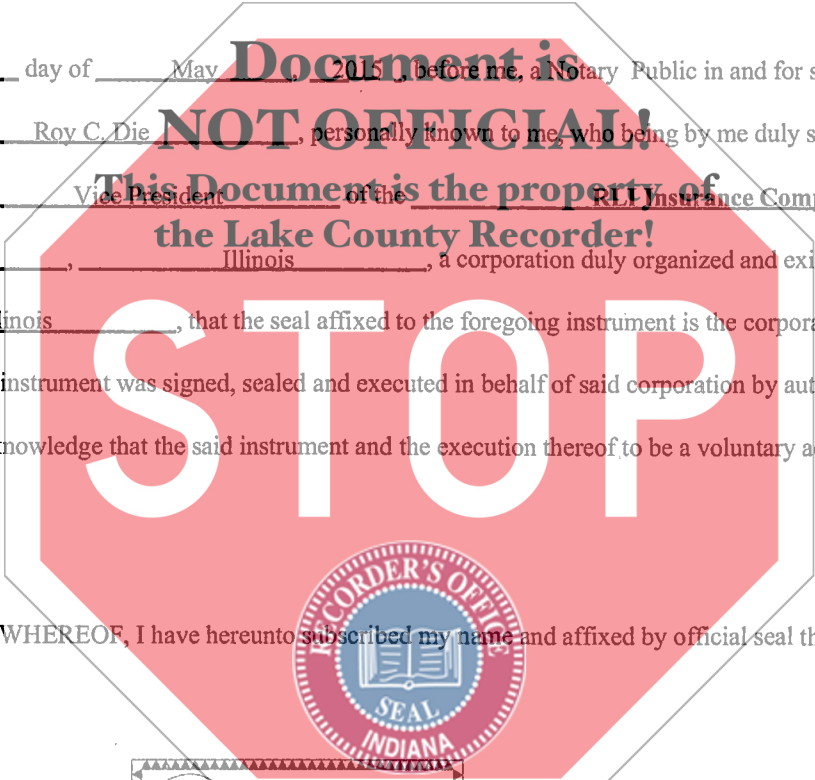 Document is
day of May, 2015, before me, a Notary Public in and for s
NOT OFFICIAL!
Roy C. Die, personally known to me, who being by me duly s
This Document is the property of
Vice President of the RLI Insurance Comp
the Lake County Recorder!
, Illinois, a corporation duly organized and exi
linois, that the seal affixed to the foregoing instrument is the corpora
STOP
instrument was signed, sealed and executed in behalf of said corporation by aut
nowledge that the said instrument and the execution thereof to be a voluntary a
RECORDER'S OFFICE
WHEREOF, I have hereunto subscribed my name and affixed by official seal th
SEAL
INDIANA